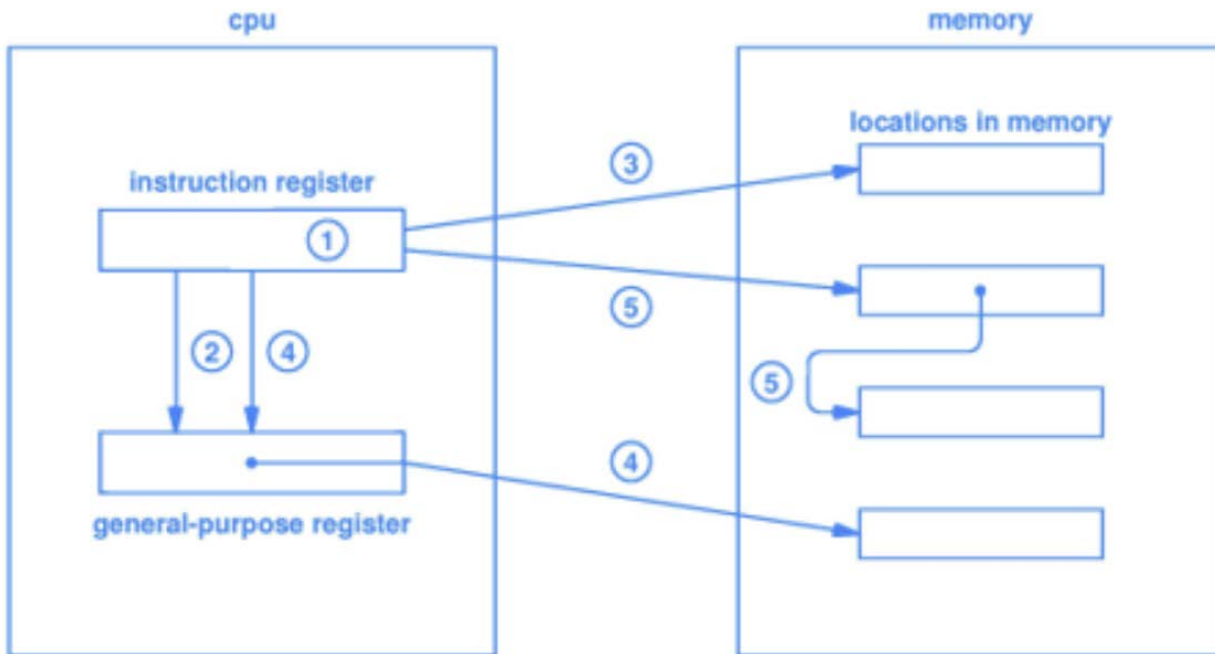 cpu
memory
locations in memory
instruction register
3
1
5
2
4
5
4
general-purpose register